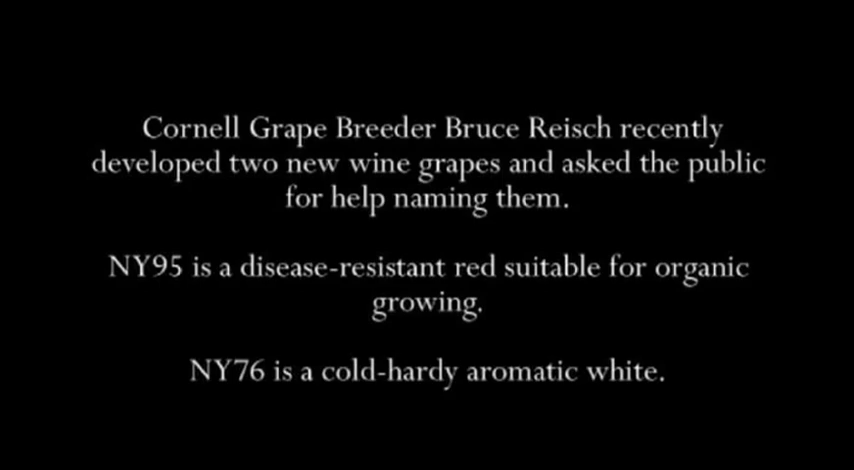 Cornell Grape Breeder Bruce Reisch recently
developed two new wine grapes and asked the public
for help naming them.
NY95 is a disease-resistant red suitable for organic
growing.
NY76 is a cold-hardy aromatic white.